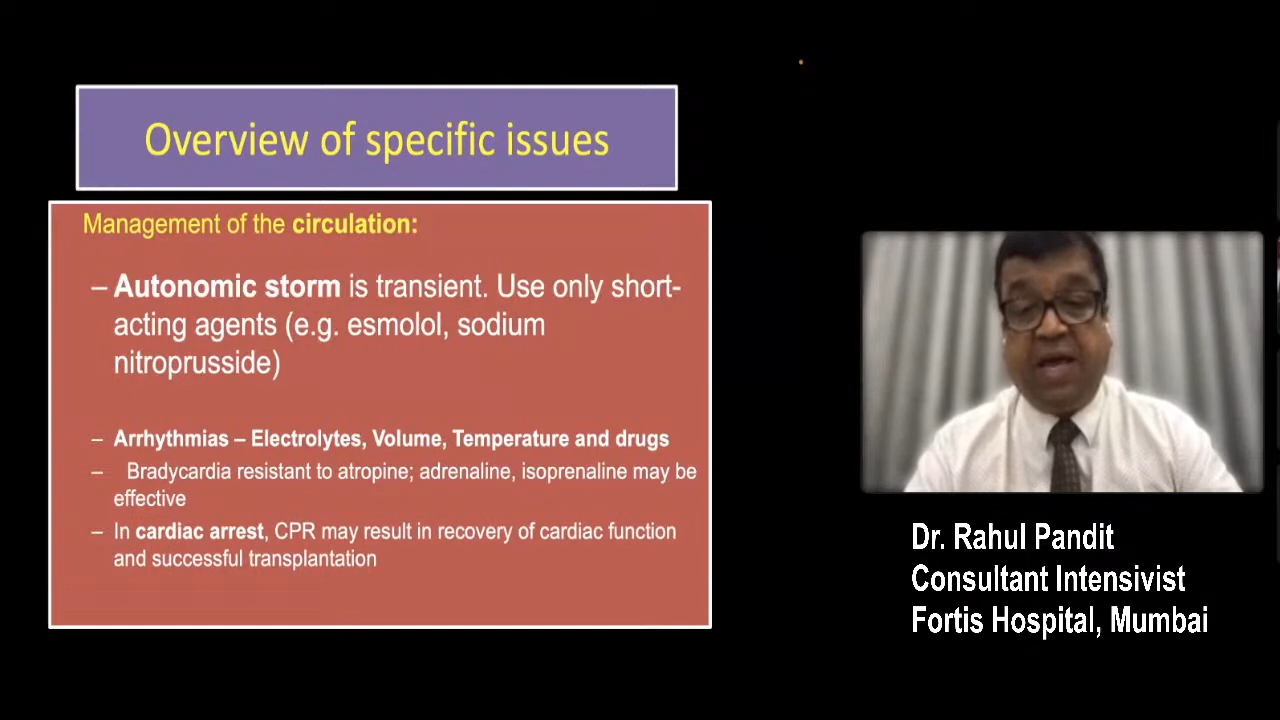 Overview of specific issues
Management of the circulation:
– Autonomic storm is transient. Use only short-
acting agents (e.g. esmolol, sodium
nitroprusside)
– Arrhythmias – Electrolytes, Volume, Temperature and drugs
– Bradycardia resistant to atropine; adrenaline, isoprenaline may be
effective
– In cardiac arrest, CPR may result in recovery of cardiac function
and successful transplantation
Dr. Rahul Pandit
Consultant Intensivist
Fortis Hospital, Mumbai